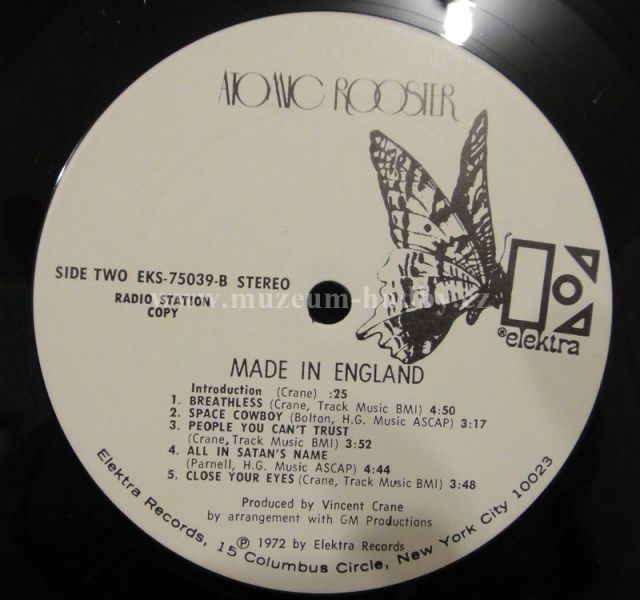 ATOMIC ROOSTER
SIDE TWO EKS-75039-B STEREO
RADIO STATION
COPY
® elektra
MADE IN ENGLAND
Introduction (Crane) :25
1. BREATHLESS (Crane, Track Music BMI) 4:50
2. SPACE COWBOY (Bolton, H.G. Music ASCAP) 3:17
3. PEOPLE YOU CAN'T TRUST
(Crane, Track Music BMI) 3:52
4. ALL IN SATAN'S NAME
(Parnell, H.G. Music ASCAP) 4:44
5. CLOSE YOUR EYES (Crane, Track Music BMI) 3:48
Produced by Vincent Crane
by arrangement with GM Productions
℗ 1972 by Elektra Records
Elektra Records, 15 Columbus Circle, New York City 10023